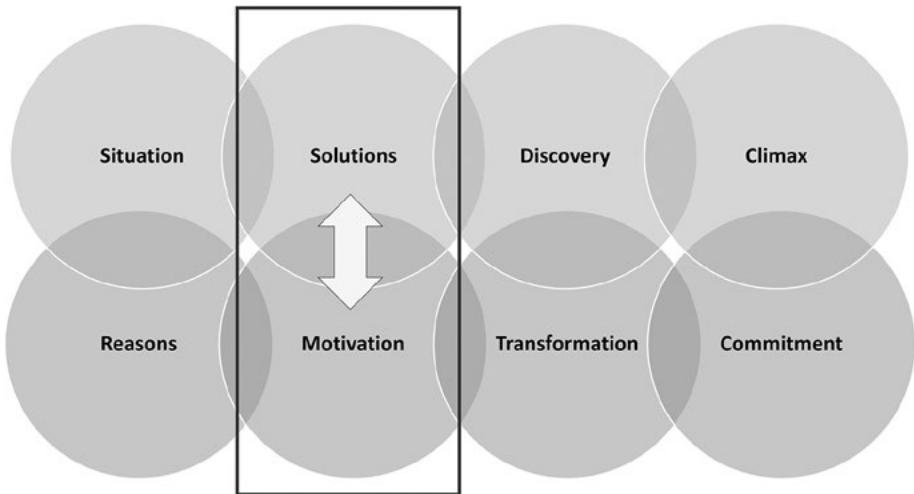 Situation
Solutions
Discovery
Climax
Reasons
Motivation
Transformation
Commitment